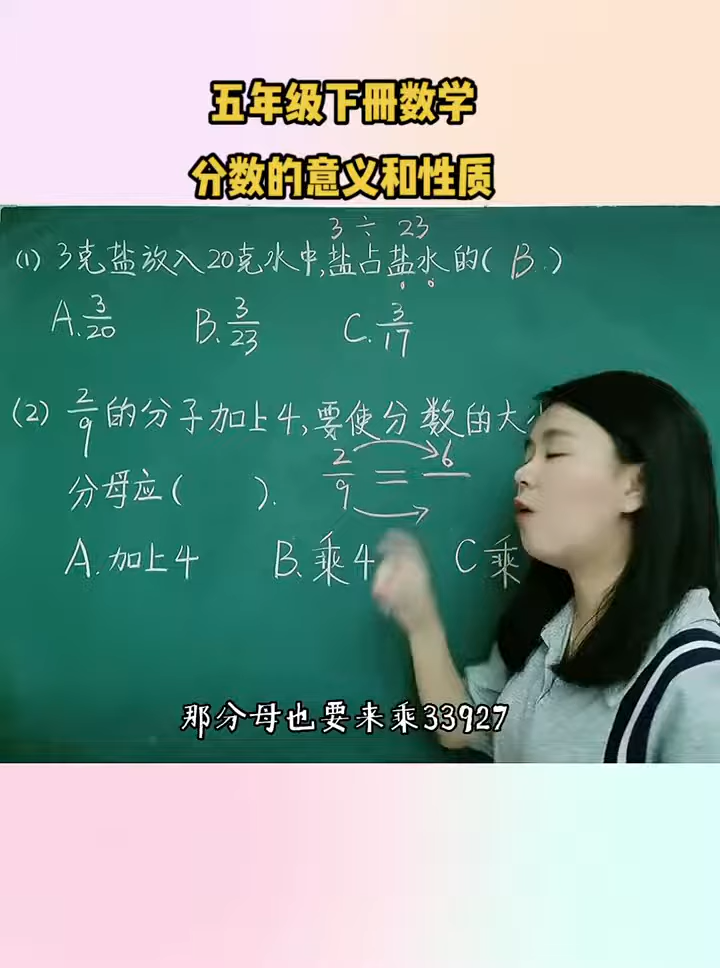 五年级下册数学
分数的意义和性质
3 ÷ 23
(1) 3克盐放入20克水中,盐占盐水的( B. )
A. 3/20 B. 3/23 C. 3/17
(2) 2/9的分子加上4,要使分数的大
分母应( ).
2/9 = 6/
A. 加上4 B. 乘4 C 乘
那分母也要来乘33927